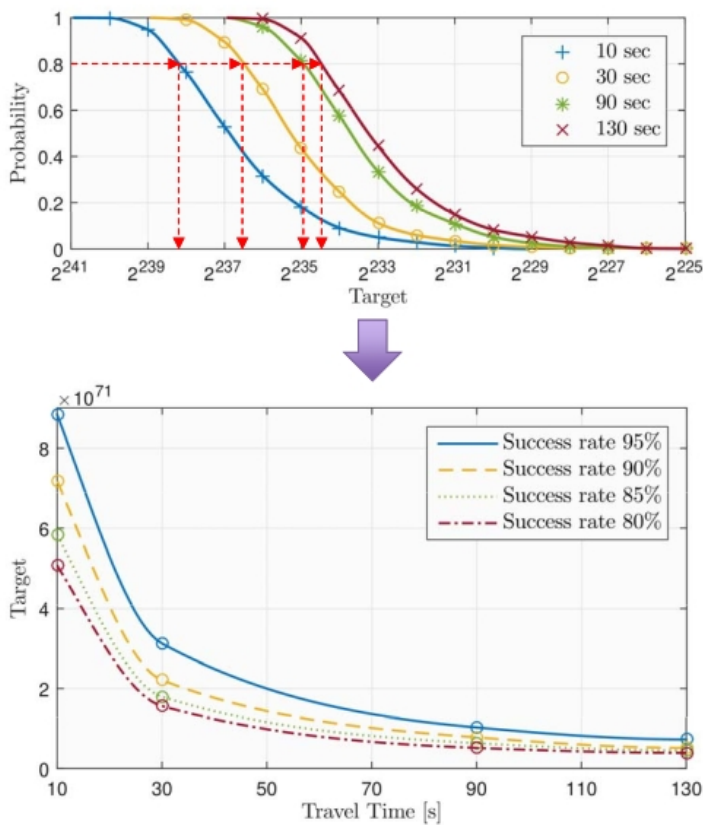 1
0.8
0.6
0.4
0.2
0
Probability
10 sec
30 sec
90 sec
130 sec
2^241 2^239 2^237 2^235 2^233 2^231 2^229 2^227 2^225
Target
×10^71
8
6
4
2
0
Target
Success rate 95%
Success rate 90%
Success rate 85%
Success rate 80%
10 30 50 70 90 110 130
Travel Time [s]